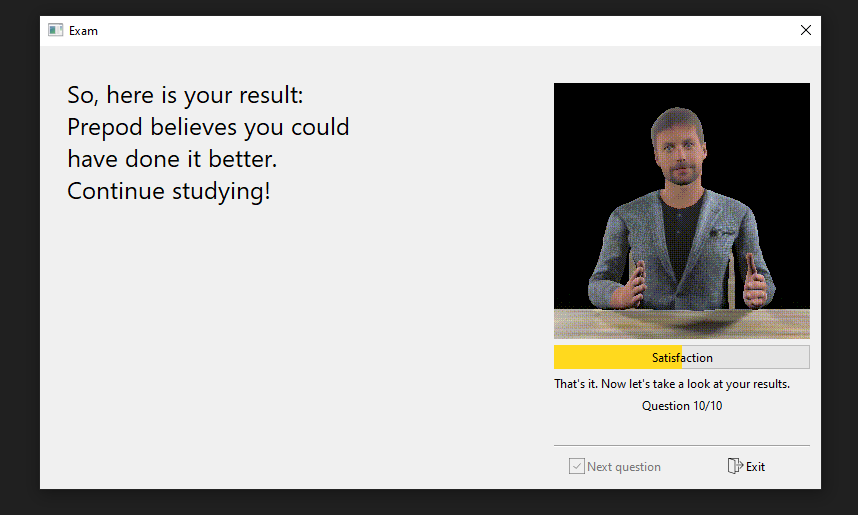 Exam
So, here is your result:
Prepod believes you could
have done it better.
Continue studying!
Satisfaction
That's it. Now let's take a look at your results.
Question 10/10
Next question
Exit